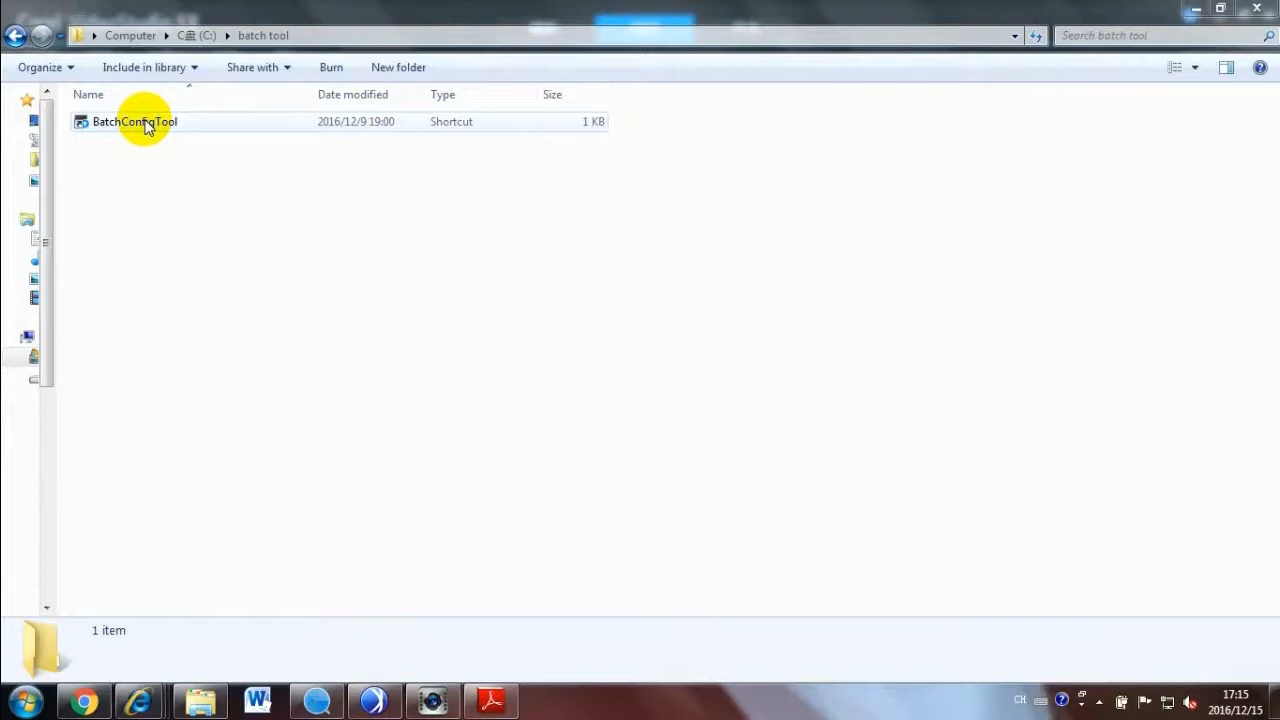 Computer C盘 (C:) batch tool
Search batch tool
Organize Include in library Share with Burn New folder
Name Date modified Type Size
BatchConfigTool 2016/12/9 19:00 Shortcut 1 KB
1 item
CH 17:15
2016/12/15